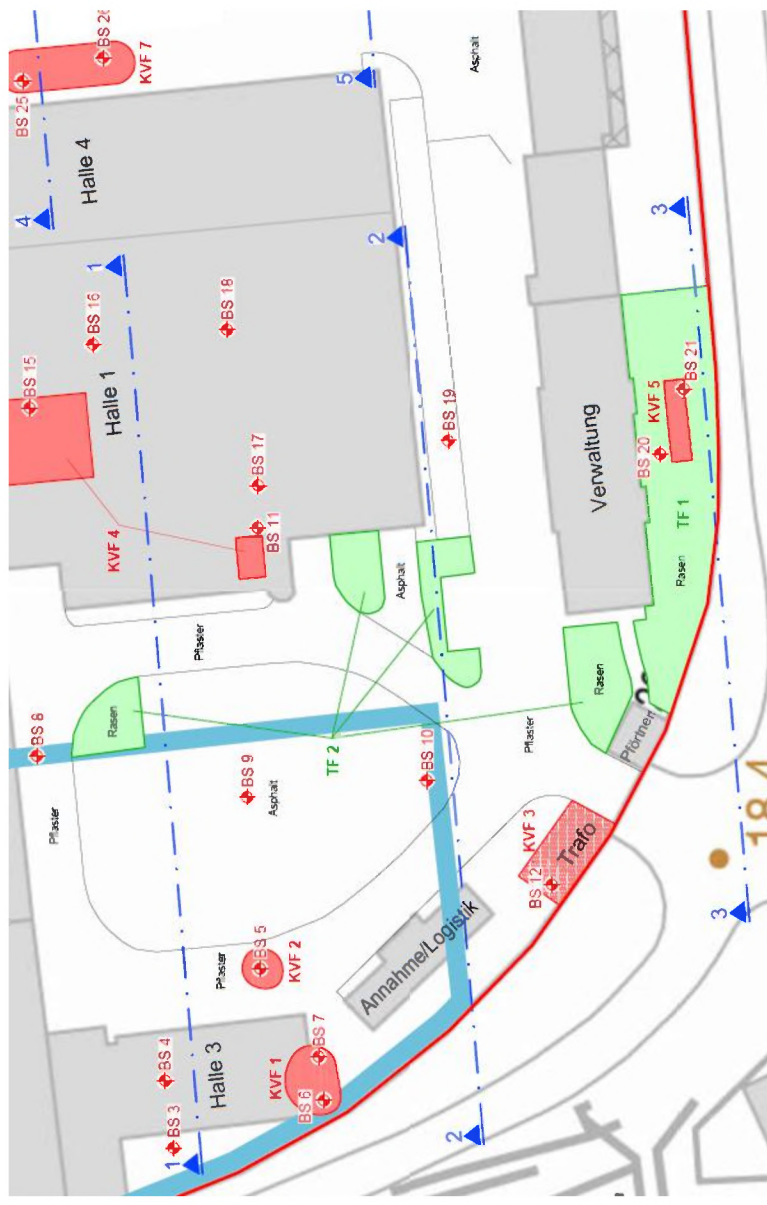 BS 26
BS 25
KVF 7
Asphalt
5
4
Halle 4
3
2
1
BS 16
BS 18
BS 15
Halle 1
BS 21
KVF 5
BS 19
BS 17
Verwaltung
BS 20
BS 11
TF 1
KVF 4
Rasen
Asphalt
Pflaster
Rasen
Rasen
Pförtner
BS 8
TF 2
Pflaster
BS 10
BS 9
Asphalt
Pflaster
KVF 3
Trafo
BS 12
18.4
3
Annahme/Logistik
BS 5
KVF 2
Pflaster
BS 7
KVF 1
BS 4
Halle 3
BS 6
BS 3
2
1